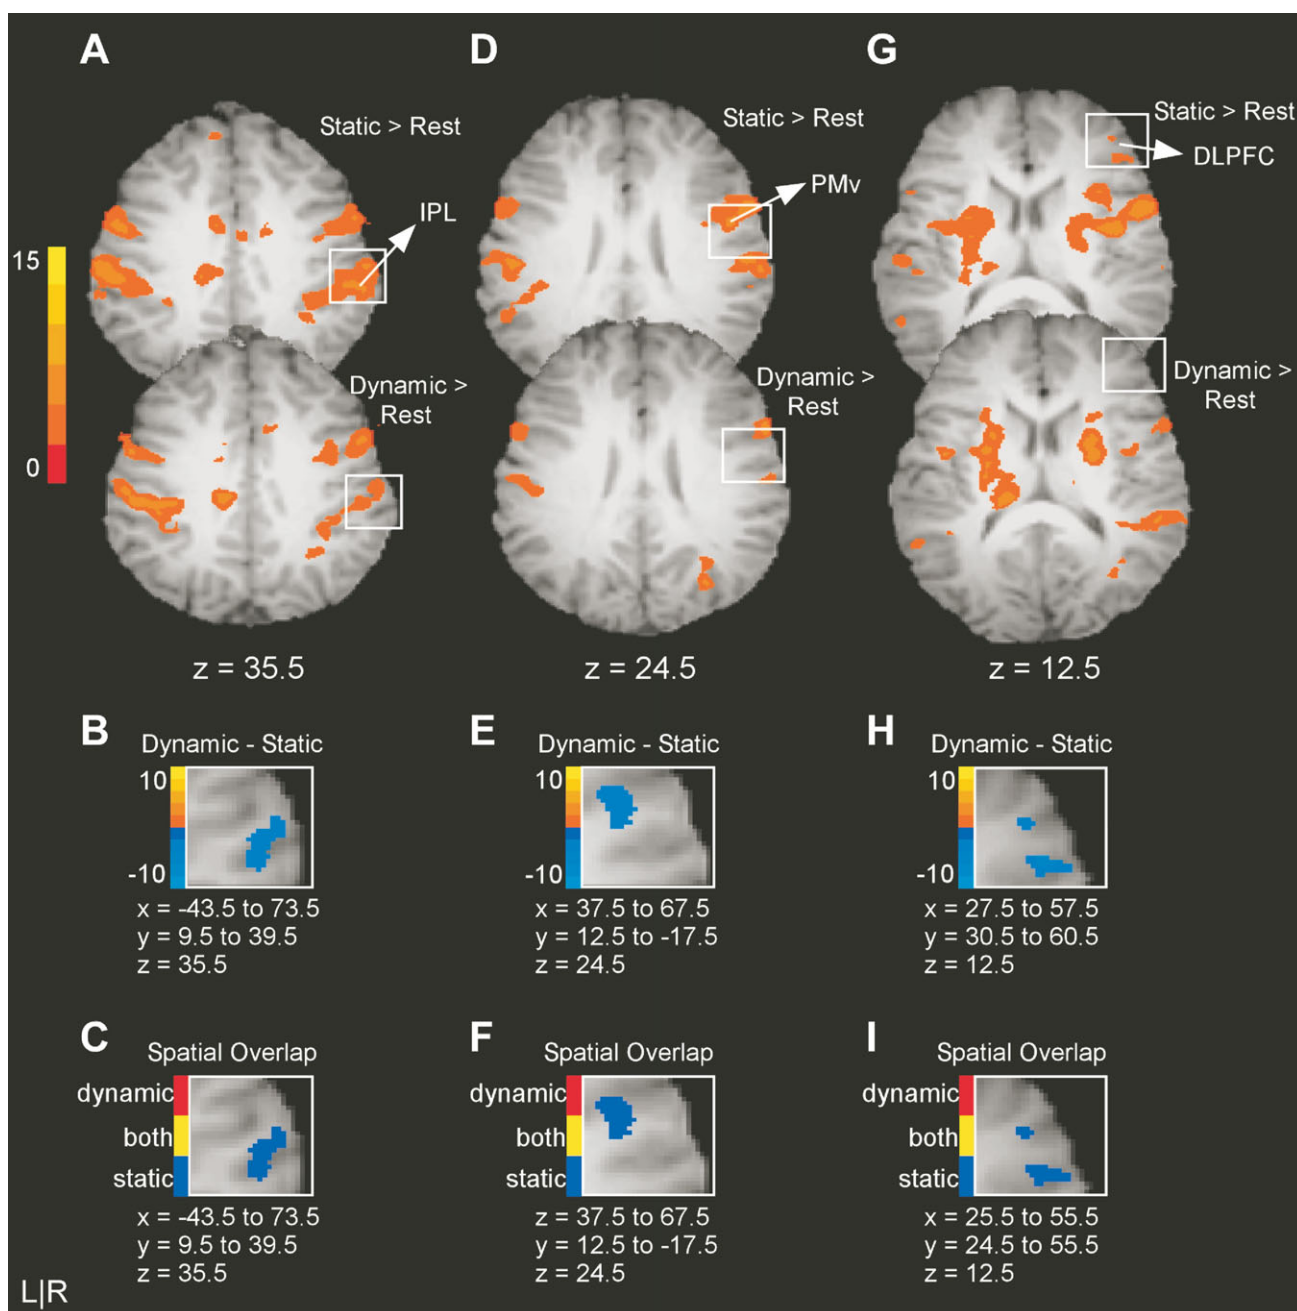 A
D
G
Static > Rest
Static > Rest
Static > Rest
IPL
PMv
DLPFC
15
0
Dynamic >
Rest
Dynamic >
Rest
Dynamic >
Rest
z = 35.5
z = 24.5
z = 12.5
B
Dynamic - Static
10
-10
x = -43.5 to 73.5
y = 9.5 to 39.5
z = 35.5
E
Dynamic - Static
10
-10
x = 37.5 to 67.5
y = 12.5 to -17.5
z = 24.5
H
Dynamic - Static
10
-10
x = 27.5 to 57.5
y = 30.5 to 60.5
z = 12.5
C
Spatial Overlap
dynamic
both
static
x = -43.5 to 73.5
y = 9.5 to 39.5
z = 35.5
F
Spatial Overlap
dynamic
both
static
z = 37.5 to 67.5
y = 12.5 to -17.5
z = 24.5
I
Spatial Overlap
dynamic
both
static
x = 25.5 to 55.5
y = 24.5 to 55.5
z = 12.5
L|R